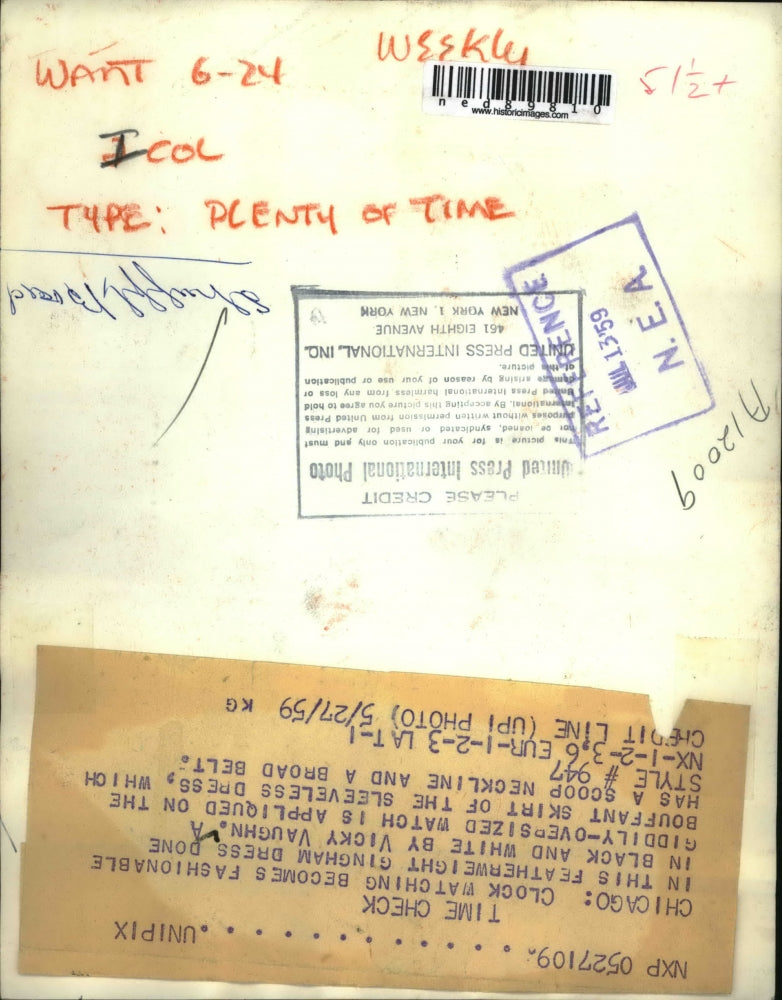 WEEKLY
WANT 6-24
51½+
ned89810
www.historicimages.com
I COL
TYPE: PLENTY OF TIME
REFERENCE
JUL 13 '59
N.E.A.
A12009
PLEASE CREDIT
United Press International Photo
This picture is for your publication only and must
not be loaned, syndicated or used for advertising
purposes without written permission from United Press
International. By accepting this picture you agree to hold
United Press International harmless from any loss or
damage arising by reason of your use or publication
of this picture.
UNITED PRESS INTERNATIONAL, INC.
461 EIGHTH AVENUE
NEW YORK 1, NEW YORK
NXP 0527109. . . . . . . . . . . . . .UNIPIX
TIME CHECK
CHICAGO: CLOCK WATCHING BECOMES FASHIONABLE
IN THIS FEATHERWEIGHT GINGHAM DRESS DONE
IN BLACK AND WHITE BY VICKY VAUGHN. A
GIDDILY-OVERSIZED WATCH IS APPLIQUED ON THE
BOUFFANT SKIRT OF THE SLEEVELESS DRESS, WHICH
HAS A SCOOP NECKLINE AND A BROAD BELT.
STYLE # 947
NX-1-2-3,6 EUR-1-2-3 LAT-1
CREDIT LINE (UPI PHOTO) 5/27/59 KG